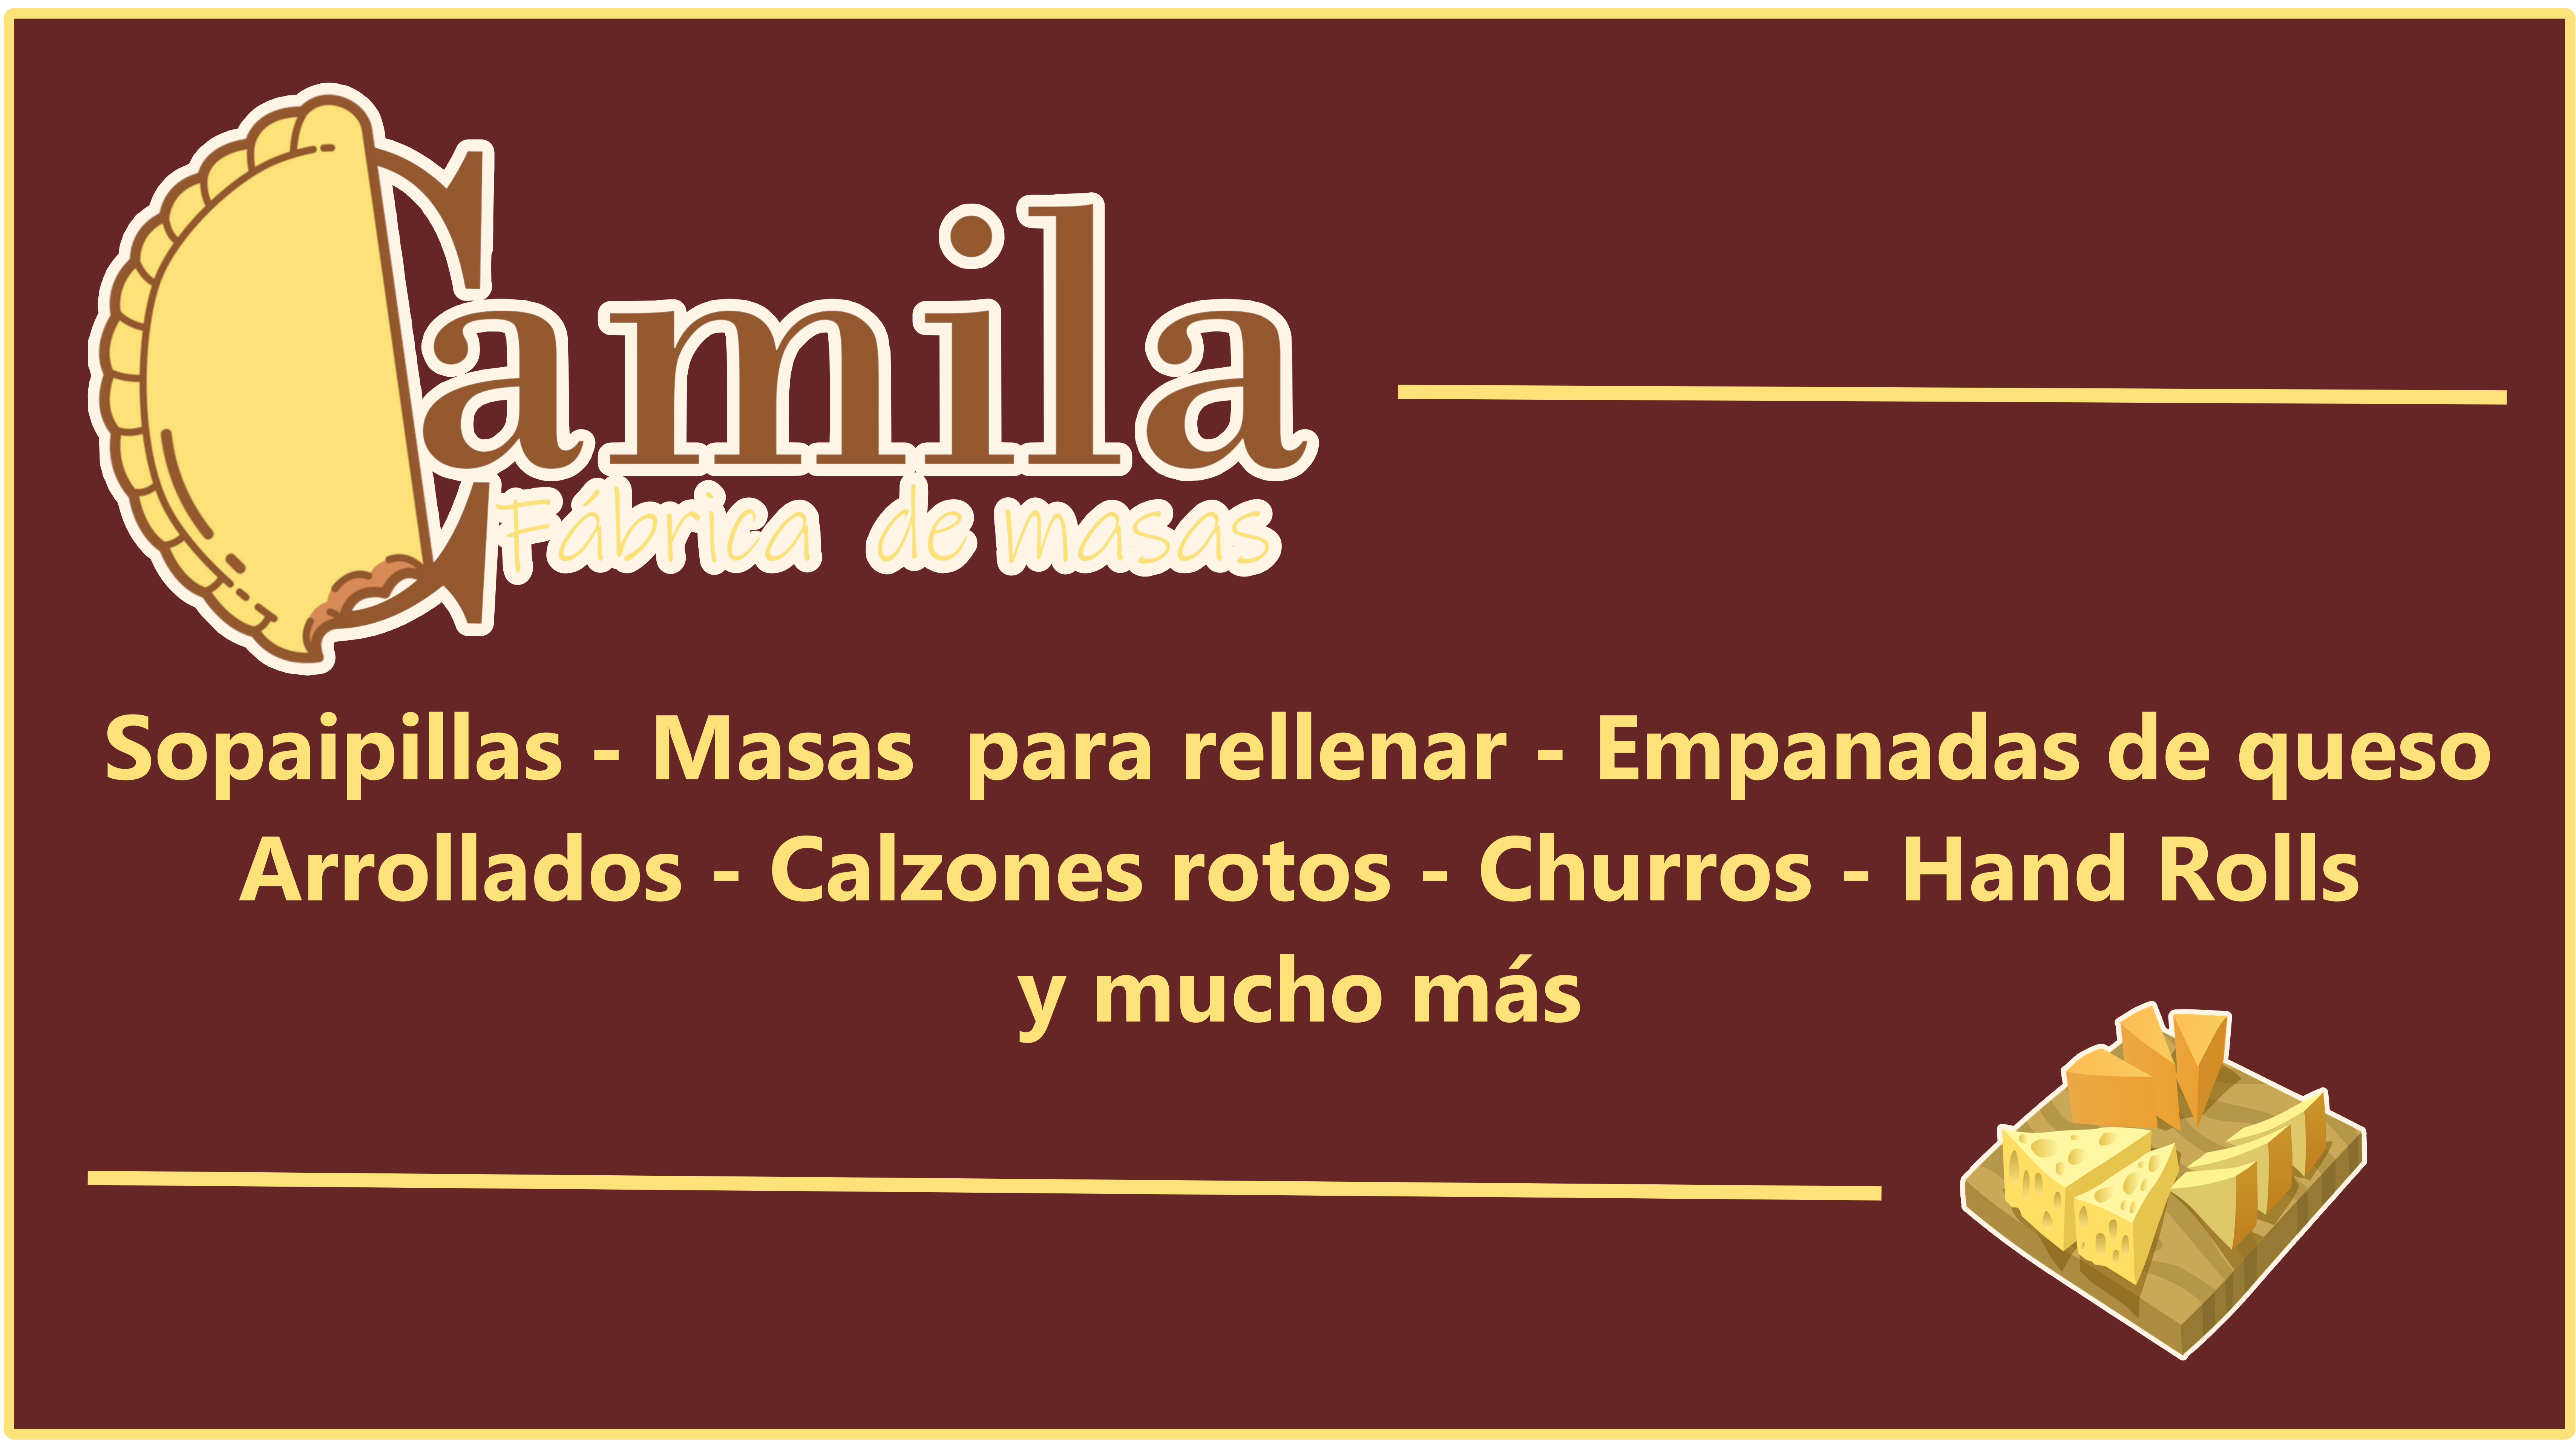 Camila
Fábrica de masas
Sopaipillas - Masas para rellenar - Empanadas de queso
Arrollados - Calzones rotos - Churros - Hand Rolls
y mucho más